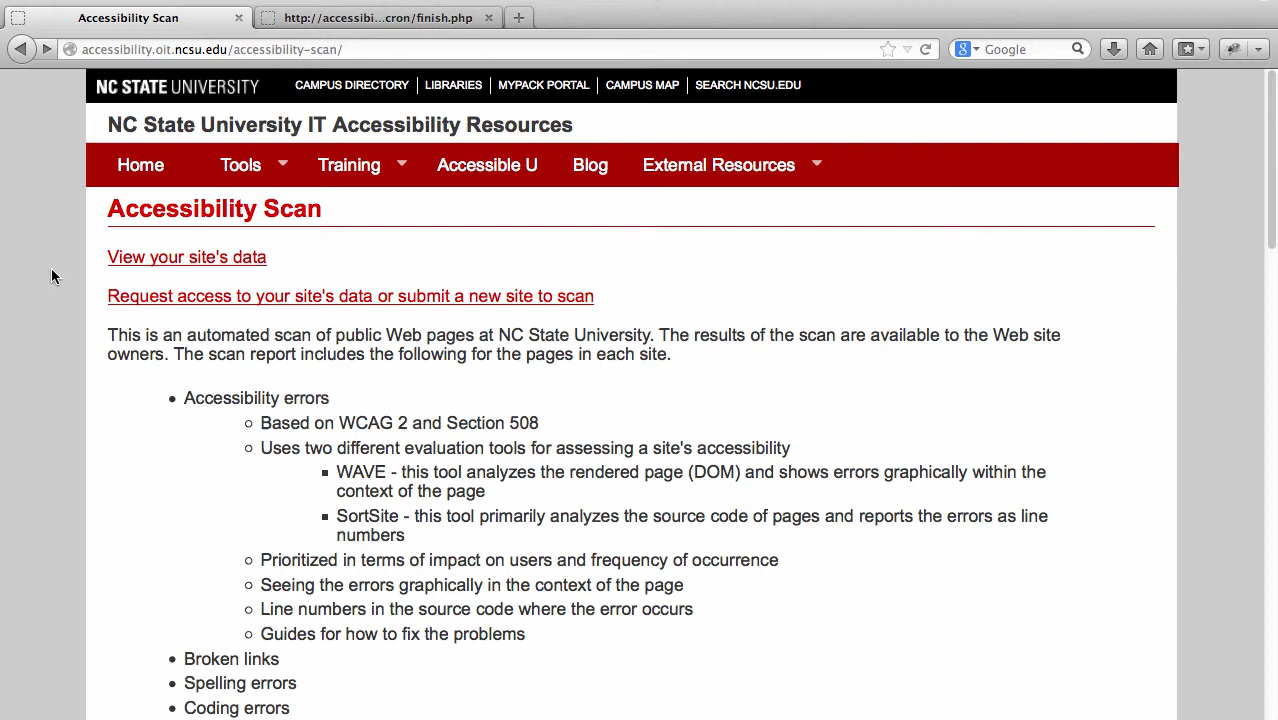 Accessibility Scan
http://accessibi...cron/finish.php
accessibility.oit.ncsu.edu/accessibility-scan/
Google
NC STATE UNIVERSITY
CAMPUS DIRECTORY
LIBRARIES
MYPACK PORTAL
CAMPUS MAP
SEARCH NCSU.EDU
NC State University IT Accessibility Resources
Home
Tools
Training
Accessible U
Blog
External Resources
Accessibility Scan
View your site's data
Request access to your site's data or submit a new site to scan
This is an automated scan of public Web pages at NC State University. The results of the scan are available to the Web site
owners. The scan report includes the following for the pages in each site.
Accessibility errors
Based on WCAG 2 and Section 508
Uses two different evaluation tools for assessing a site's accessibility
WAVE - this tool analyzes the rendered page (DOM) and shows errors graphically within the
context of the page
SortSite - this tool primarily analyzes the source code of pages and reports the errors as line
numbers
Prioritized in terms of impact on users and frequency of occurrence
Seeing the errors graphically in the context of the page
Line numbers in the source code where the error occurs
Guides for how to fix the problems
Broken links
Spelling errors
Coding errors